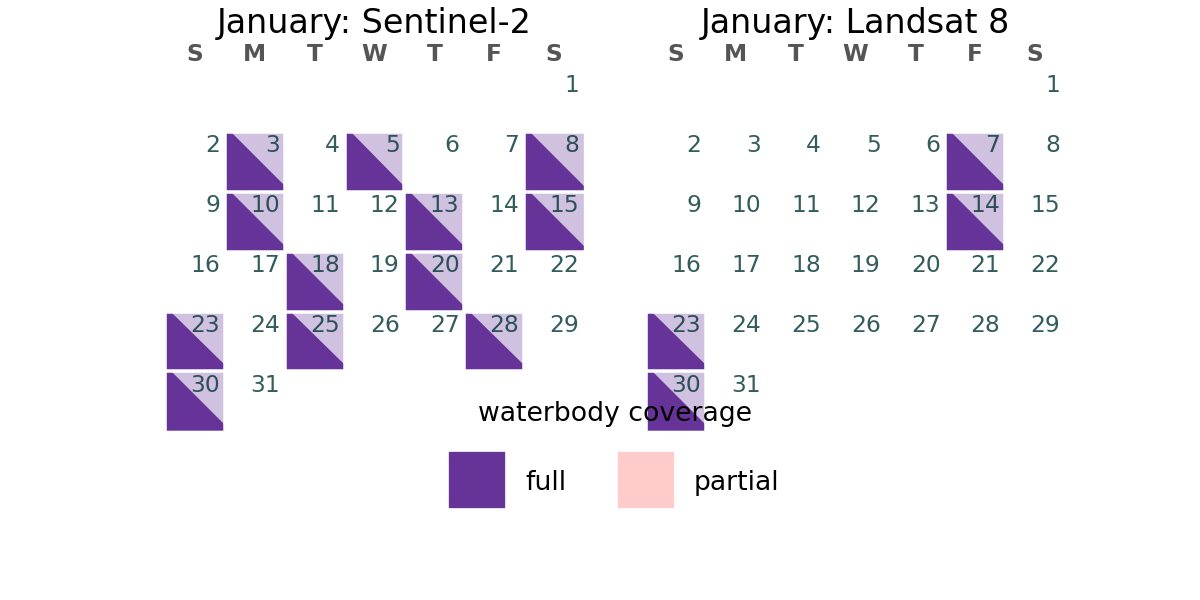 January: Sentinel-2
S M T W T F S
1
2 3 4 5 6 7 8
9 10 11 12 13 14 15
16 17 18 19 20 21 22
23 24 25 26 27 28 29
30 31
January: Landsat 8
S M T W T F S
1
2 3 4 5 6 7 8
9 10 11 12 13 14 15
16 17 18 19 20 21 22
23 24 25 26 27 28 29
30 31
waterbody coverage
full partial